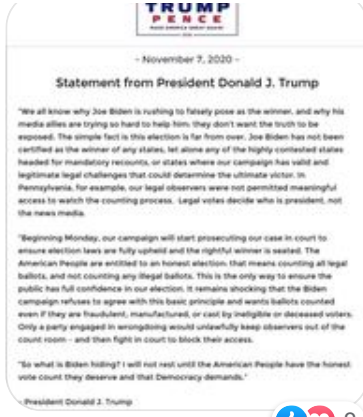 TRUMP
PENCE
MAKE AMERICA GREAT AGAIN!
- November 7, 2020 -
Statement from President Donald J. Trump
"We all know why Joe Biden is rushing to falsely pose as the winner, and why his
media allies are trying so hard to help him: they don't want the truth to be
exposed. The simple fact is this election is far from over. Joe Biden has not been
certified as the winner of any states, let alone any of the highly contested states
headed for mandatory recounts, or states where our campaign has valid and
legitimate legal challenges that could determine the ultimate victor. In
Pennsylvania, for example, our legal observers were not permitted meaningful
access to watch the counting process. Legal votes decide who is president, not
the news media.
"Beginning Monday, our campaign will start prosecuting our case in court to
ensure election laws are fully upheld and the rightful winner is seated. The
American People are entitled to an honest election: that means counting all legal
ballots, and not counting any illegal ballots. This is the only way to ensure the
public has full confidence in our election. It remains shocking that the Biden
campaign refuses to agree with this basic principle and wants ballots counted
even if they are fraudulent, manufactured, or cast by ineligible or deceased voters.
Only a party engaged in wrongdoing would unlawfully keep observers out of the
count room – and then fight in court to block their access.
"So what is Biden hiding? I will not rest until the American People have the honest
vote count they deserve and that Democracy demands."
- President Donald J. Trump